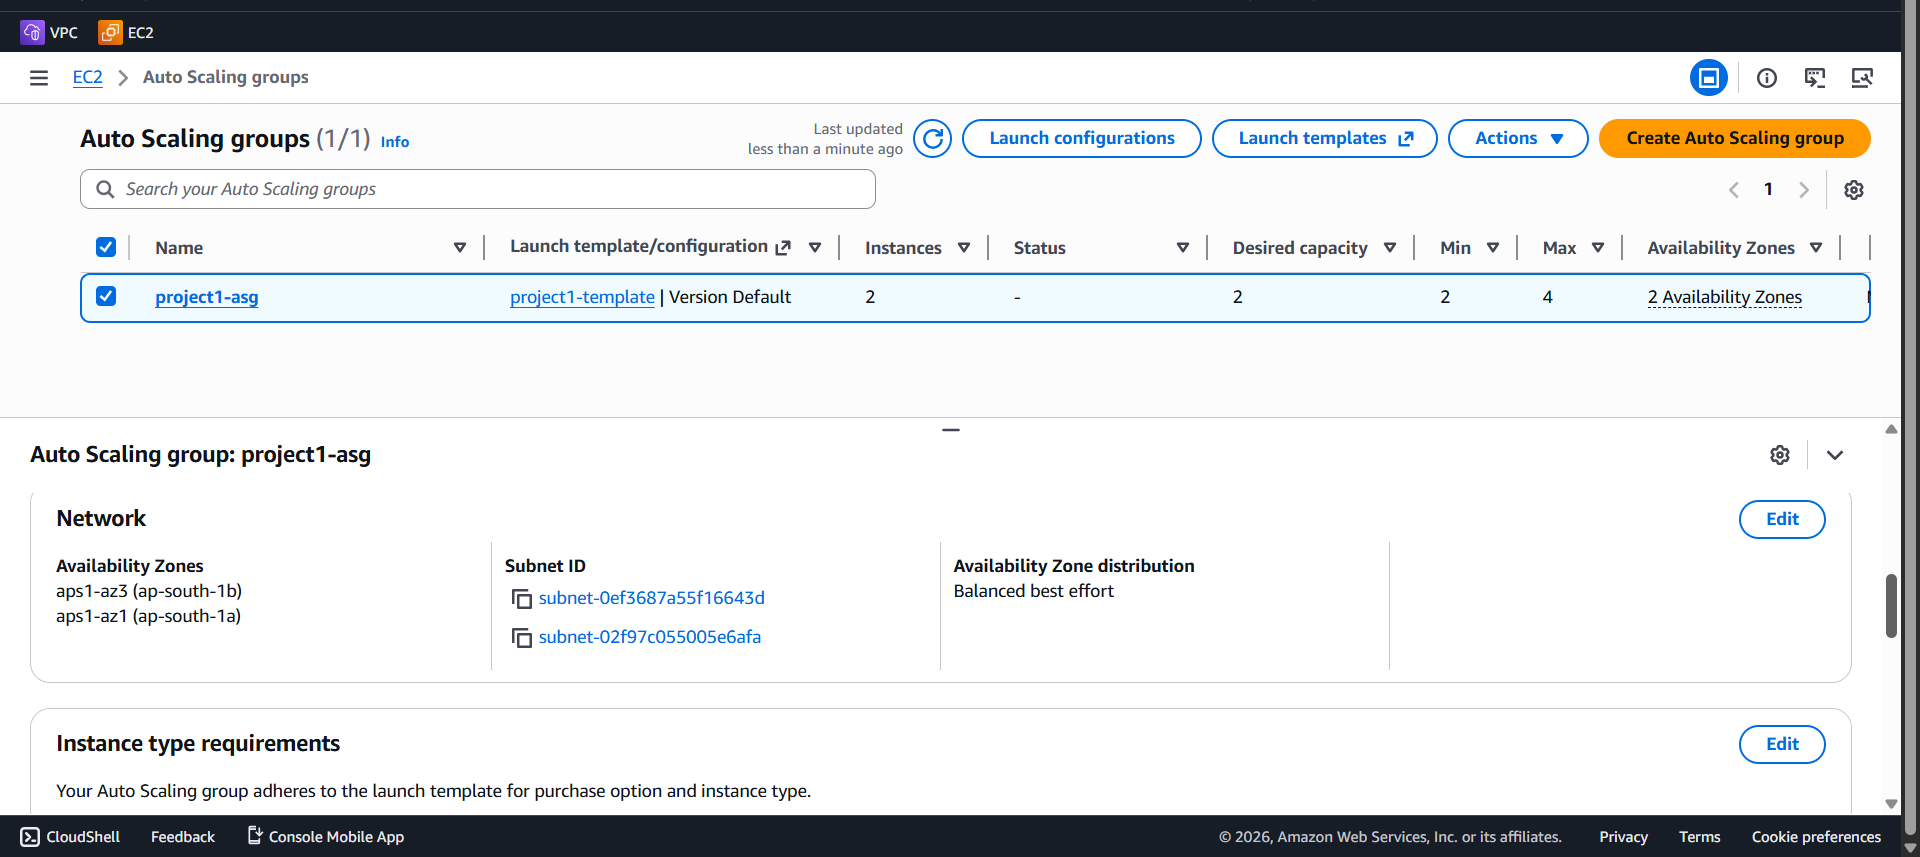 VPC EC2
EC2 Auto Scaling groups
Auto Scaling groups (1/1) Info
Last updated
less than a minute ago
Launch configurations Launch templates Actions Create Auto Scaling group
Search your Auto Scaling groups
1
Name Launch template/configuration Instances Status Desired capacity Min Max Availability Zones
project1-asg project1-template | Version Default 2 - 2 2 4 2 Availability Zones
Auto Scaling group: project1-asg
Network Edit
Availability Zones Subnet ID Availability Zone distribution
aps1-az3 (ap-south-1b) subnet-0ef3687a55f16643d Balanced best effort
aps1-az1 (ap-south-1a) subnet-02f97c055005e6afa
Instance type requirements Edit
Your Auto Scaling group adheres to the launch template for purchase option and instance type.
CloudShell Feedback Console Mobile App © 2026, Amazon Web Services, Inc. or its affiliates. Privacy Terms Cookie preferences